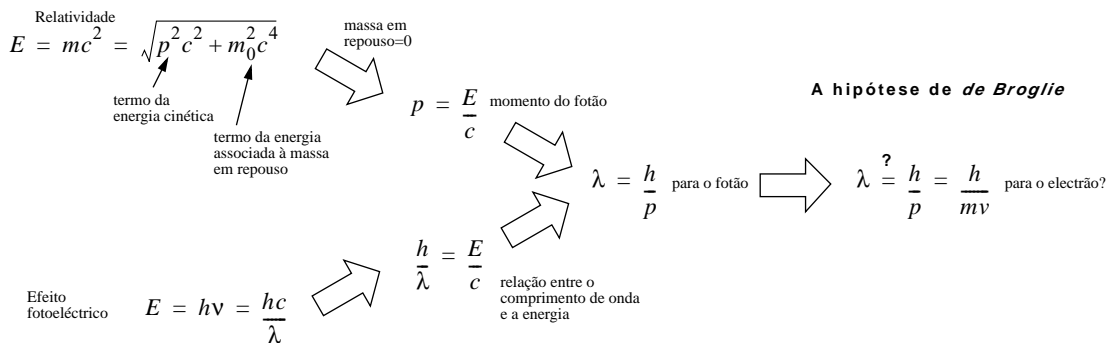 Relatividade
E = mc² = √(p²c² + m₀²c⁴)
termo da
energia cinética
termo da energia
associada à massa
em repouso
massa em
repouso=0
p = E/c momento do fotão
Efeito
fotoeléctrico
E = hν = hc/λ
h/λ = E/c
relação entre o
comprimento de onda
e a energia
λ = h/p para o fotão
A hipótese de de Broglie
λ ?= h/p = h/mv para o electrão?